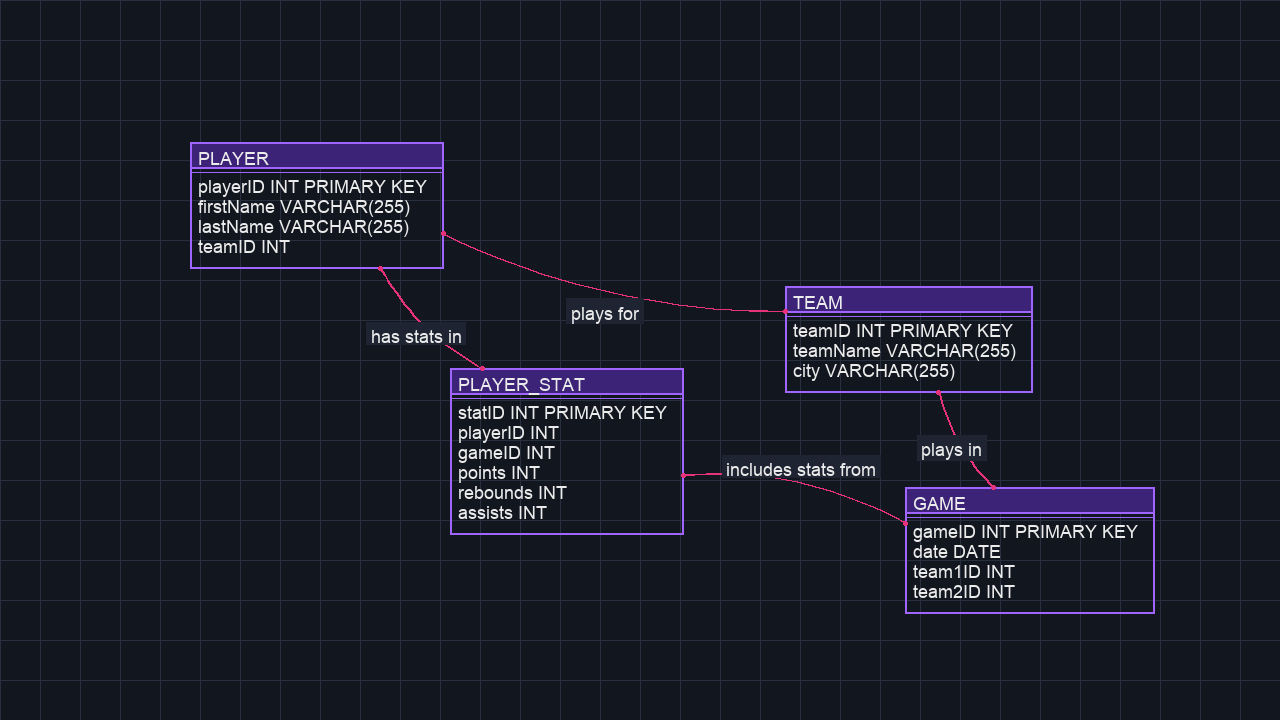 PLAYER
playerID INT PRIMARY KEY
firstName VARCHAR(255)
lastName VARCHAR(255)
teamID INT
plays for
TEAM
teamID INT PRIMARY KEY
teamName VARCHAR(255)
city VARCHAR(255)
has stats in
PLAYER_STAT
statID INT PRIMARY KEY
playerID INT
gameID INT
points INT
rebounds INT
assists INT
includes stats from
plays in
GAME
gameID INT PRIMARY KEY
date DATE
team1ID INT
team2ID INT